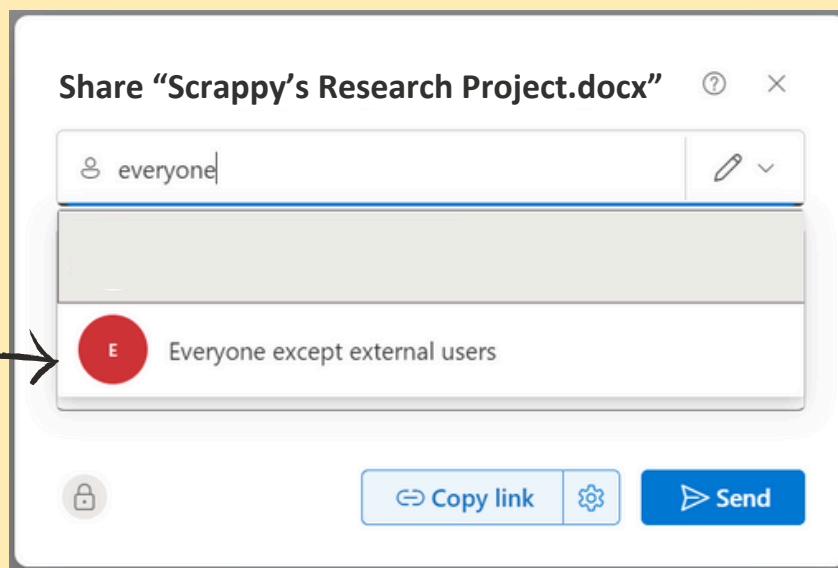 Share “Scrappy’s Research Project.docx”
everyone
E
Everyone except external users
Copy link
Send